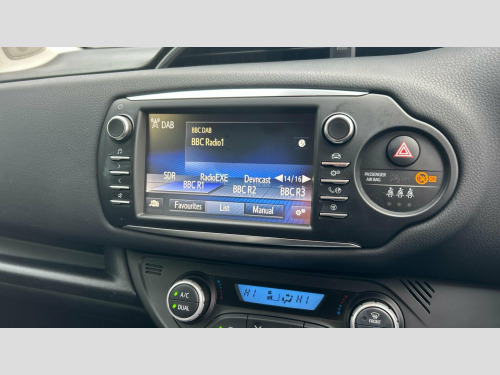 DAB
BBC DAB
BBC Radio1
SDR RadioEXE Devncast 14/16
BBC R1 BBC R2 BBC R3
Favourites List Manual
PASSENGER
AIR BAG
A/C
DUAL
HI HI
FRONT